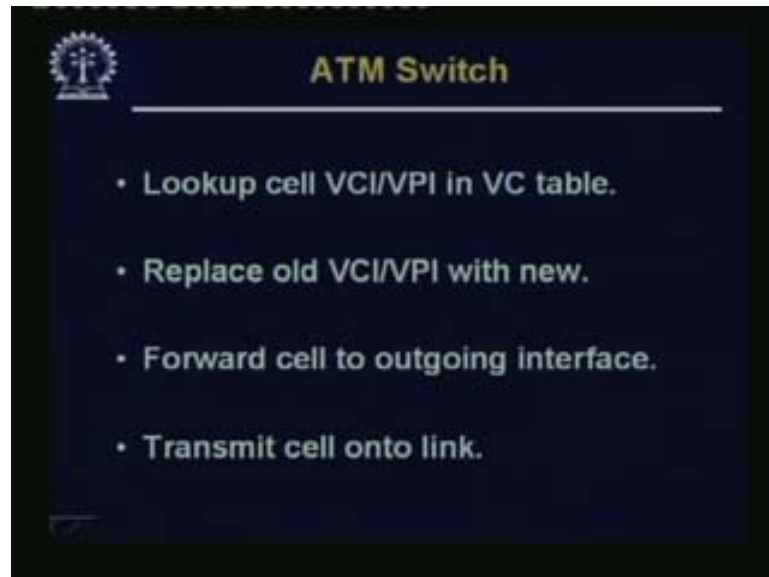 ATM Switch
• Lookup cell VCI/VPI in VC table.
• Replace old VCI/VPI with new.
• Forward cell to outgoing interface.
• Transmit cell onto link.